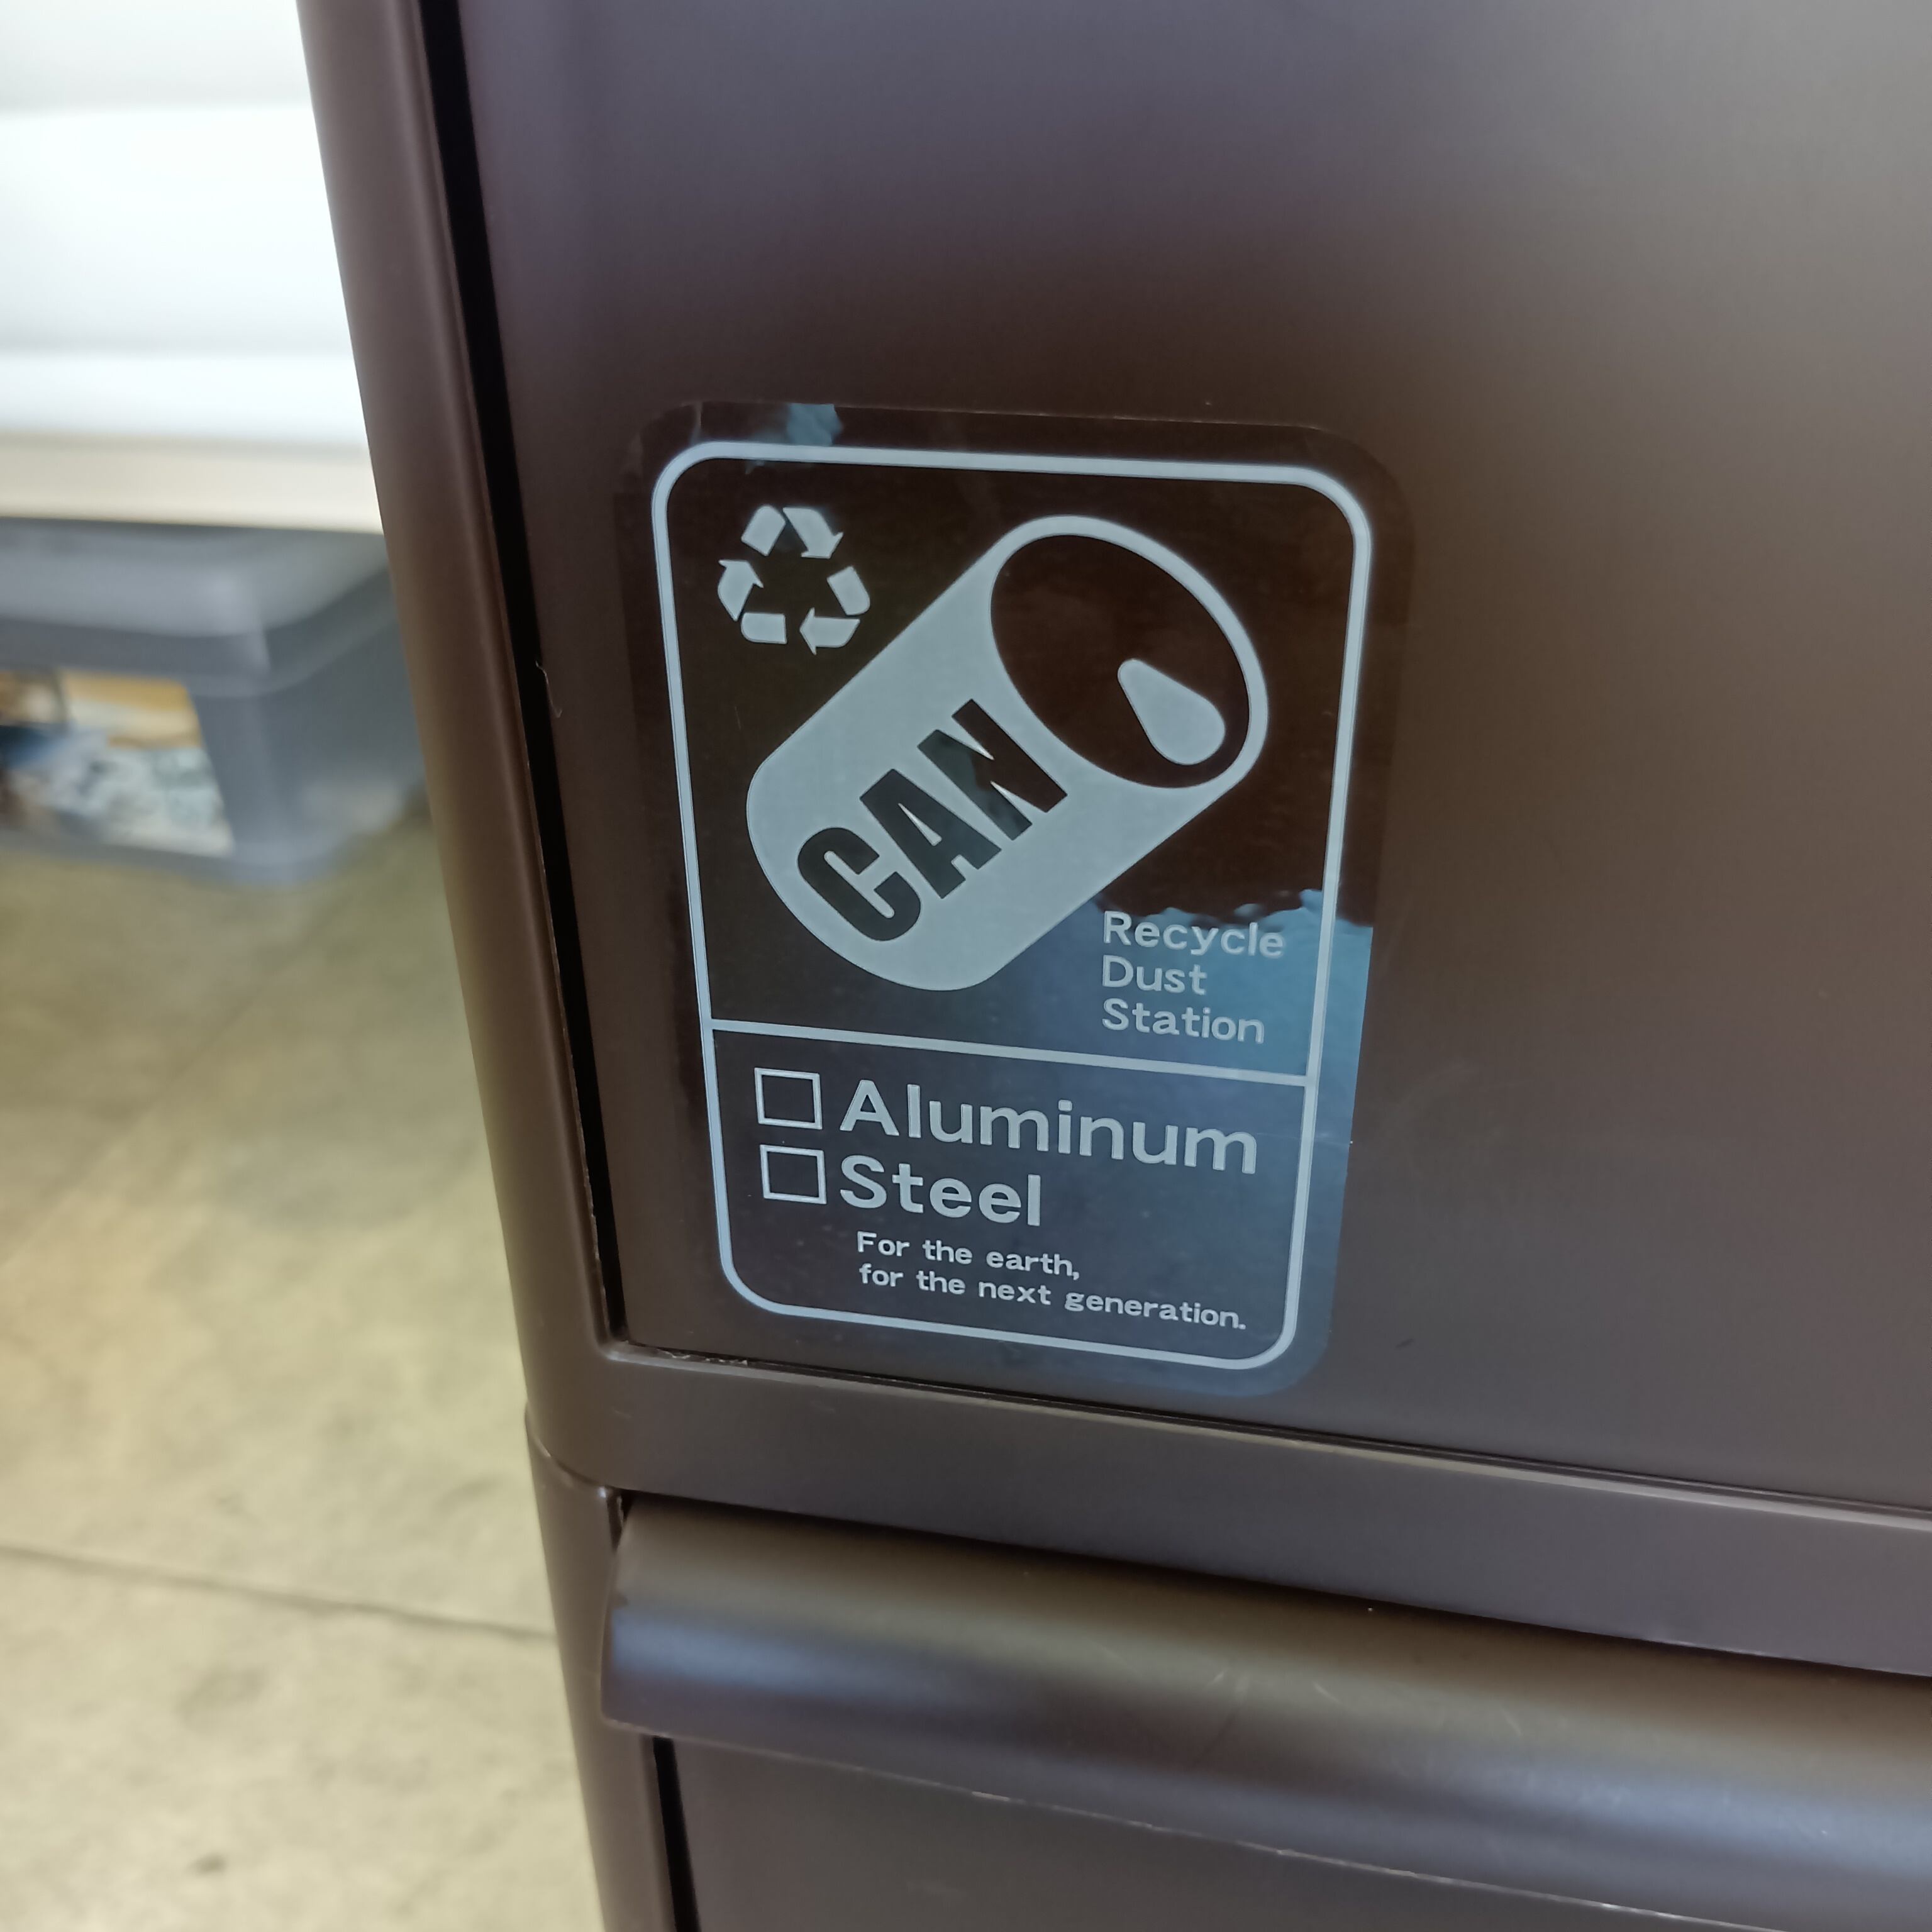 CAN
Recycle
Dust
Station
Aluminum
Steel
For the earth,
for the next generation.